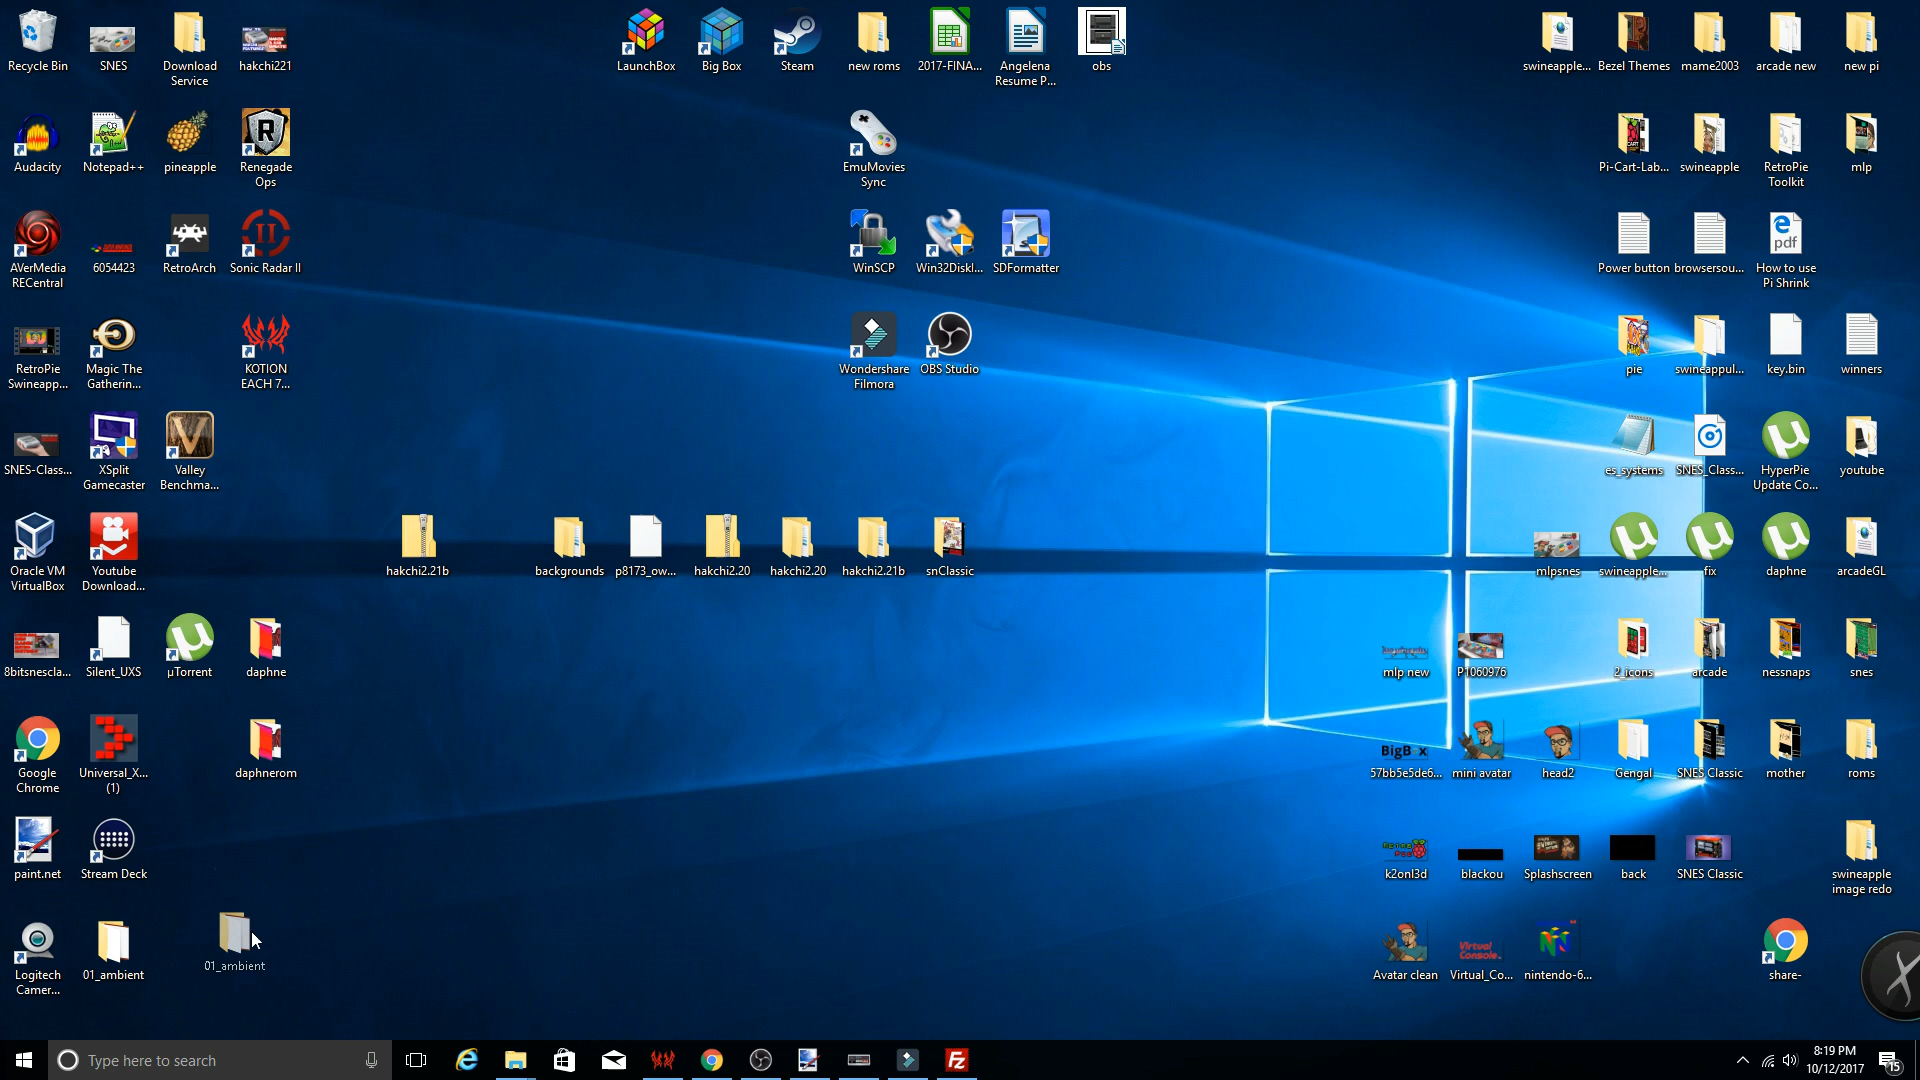 Recycle Bin
SNES
Download
Service
hakchi221
LaunchBox
Big Box
Steam
new roms
2017-FINA...
Angelena
Resume P...
obs
swineapple...
Bezel Themes
mame2003
arcade new
new pi
Audacity
Notepad++
pineapple
Renegade
Ops
EmuMovies
Sync
Pi-Cart-Lab...
swineapple
RetroPie
Toolkit
mlp
AVerMedia
RECentral
6054423
RetroArch
Sonic Radar II
WinSCP
Win32DiskI...
SDFormatter
Power button
browsersou...
pdf
How to use
Pi Shrink
RetroPie
Swineapp...
Magic The
Gatherin...
KOTION
EACH 7...
Wondershare
Filmora
OBS Studio
pie
swineappul...
key.bin
winners
SNES-Class...
XSplit
Gamecaster
Valley
Benchma...
es_systems
SNES_Class...
HyperPie
Update Co...
youtube
Oracle VM
VirtualBox
Youtube
Download...
hakchi2.21b
backgrounds
p8173_ow...
hakchi2.20
hakchi2.20
hakchi2.21b
snClassic
mlpsnes
swineapple...
fix
daphne
arcadeGL
8bitsnescla...
Silent_UXS
µTorrent
daphne
mlp new
P1060976
2_icons
arcade
nessnaps
snes
Google
Chrome
Universal_X...
(1)
daphnerom
BigB x
57bb5e5de6...
mini avatar
head2
Gengal
SNES Classic
mother
roms
paint.net
Stream Deck
k2onl3d
blackou
Splashscreen
back
SNES Classic
swineapple
image redo
Logitech
Camer...
01_ambient
01_ambient
Avatar clean
Virtual
Console
Virtual_Co...
nintendo-6...
share-
Type here to search
8:19 PM
10/12/2017
15